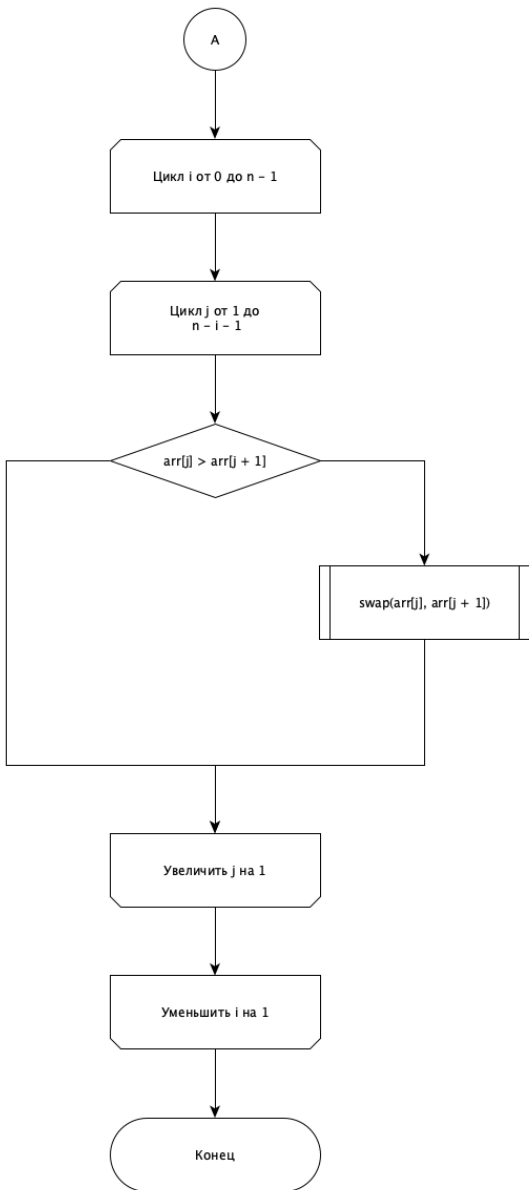 A
Цикл i от 0 до n – 1
Цикл j от 1 до
n – i – 1
arr[j] > arr[j + 1]
swap(arr[j], arr[j + 1])
Увеличить j на 1
Уменьшить i на 1
Конец